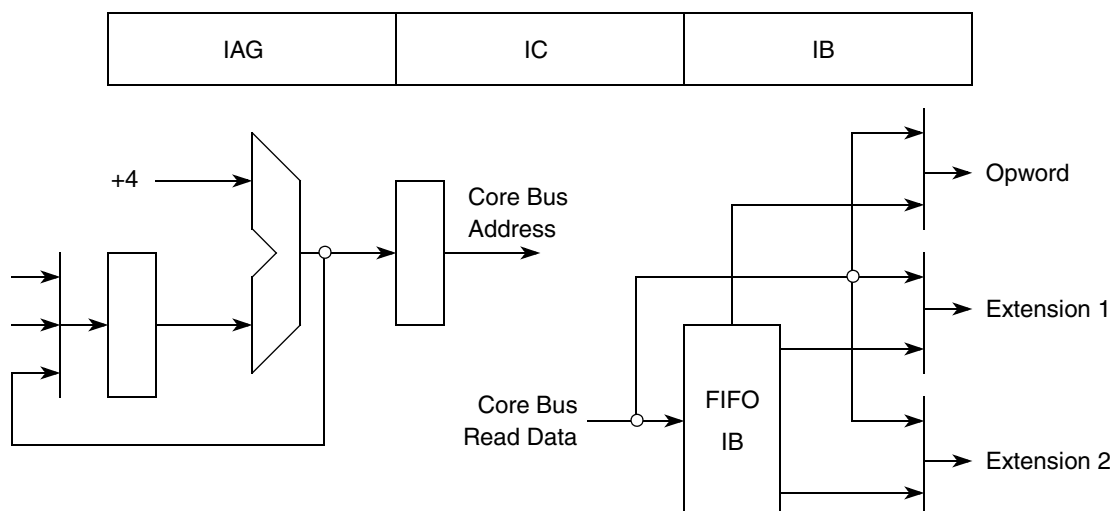 IAG
IC
IB
+4
Core Bus
Address
Opword
Extension 1
Core Bus
Read Data
FIFO
IB
Extension 2